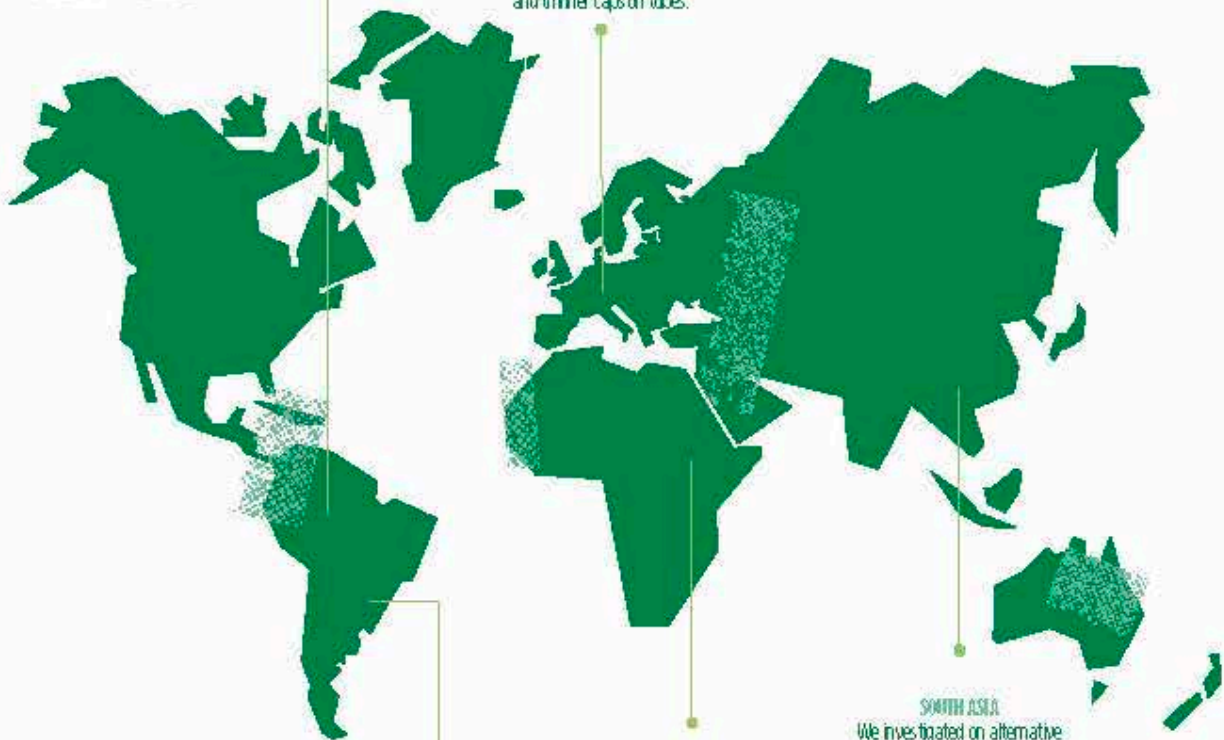 and thinner caps on tubes.
SOUTH ASIA
We investigated on alternative